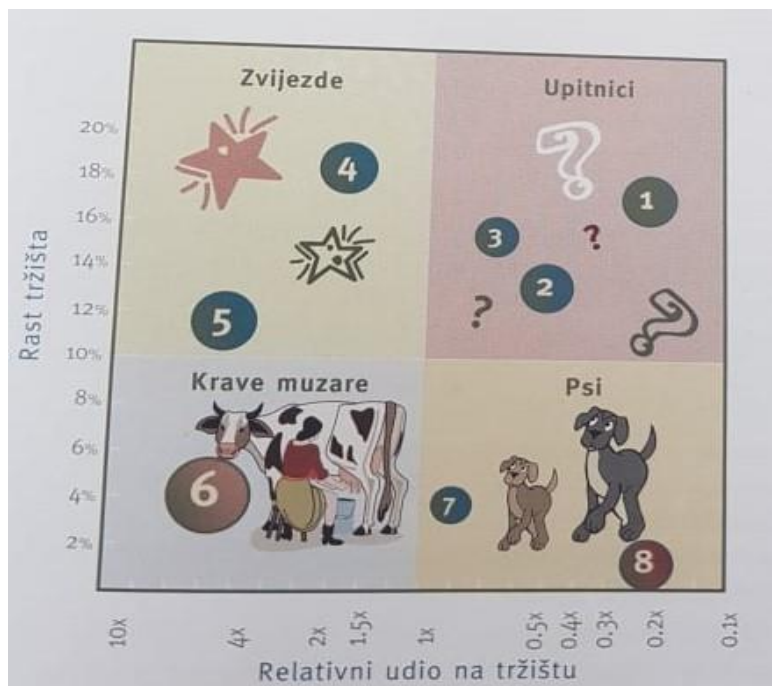 Zvijezde
Upitnici
20%
18%
16%
14%
12%
10%
8%
6%
4%
2%
Rast tržišta
4
5
?
1
3
?
2
?
?
Krave muzare
Psi
6
7
8
10x
4x
2x
1.5x
1x
0.5x
0.4x
0.3x
0.2x
0.1x
Relativni udio na tržištu